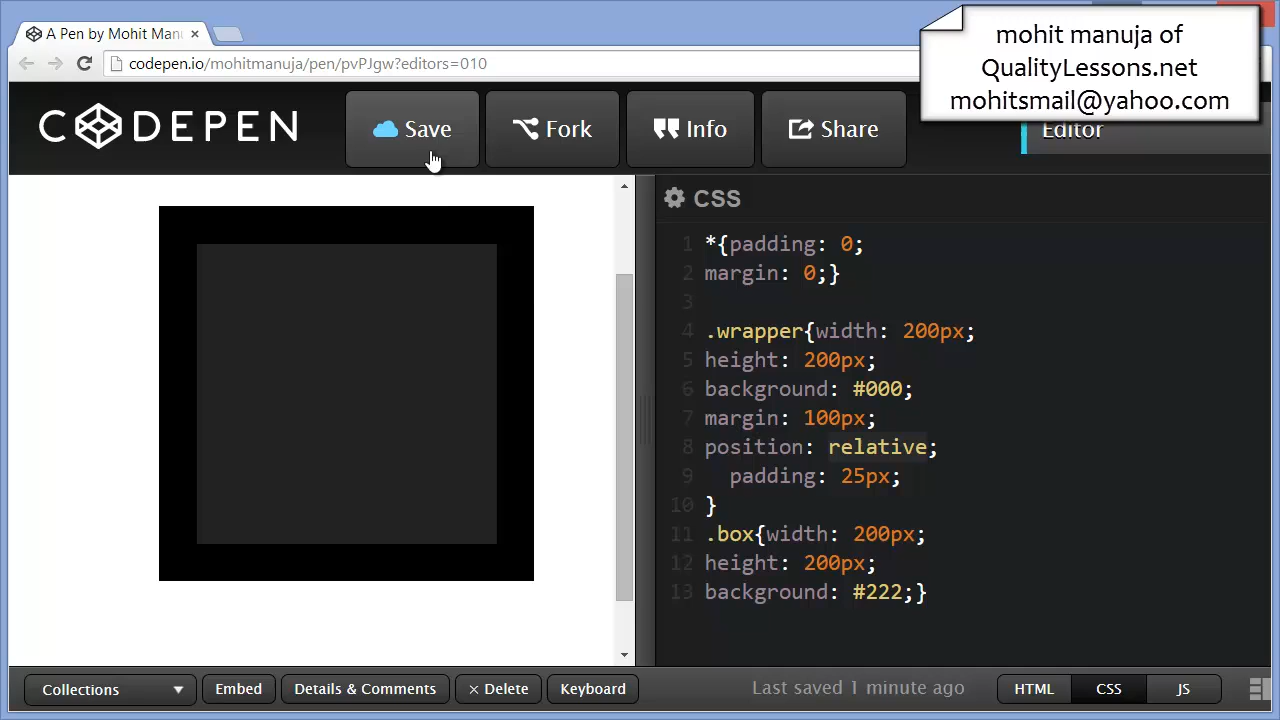 A Pen by Mohit Manu
codepen.io/mohitmanuja/pen/pvPJgw?editors=010
mohit manuja of
QualityLessons.net
mohitsmail@yahoo.com
CODEPEN
Save
Fork
Info
Share
Editor
CSS
1 *{padding: 0;
2 margin: 0;}
3
4 .wrapper{width: 200px;
5 height: 200px;
6 background: #000;
7 margin: 100px;
8 position: relative;
9 padding: 25px;
10 }
11 .box{width: 200px;
12 height: 200px;
13 background: #222;}
Collections
Embed
Details & Comments
× Delete
Keyboard
Last saved 1 minute ago
HTML
CSS
JS